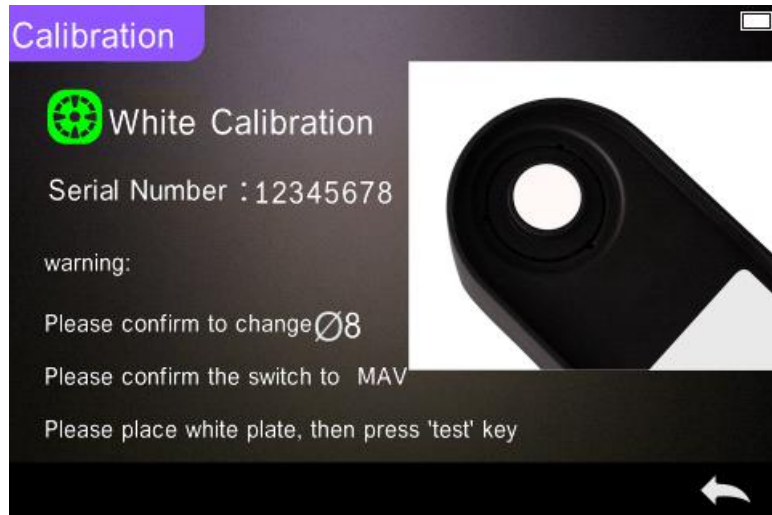 Calibration
White Calibration
Serial Number :12345678
warning:
Please confirm to change∅8
Please confirm the switch to MAV
Please place white plate, then press 'test' key